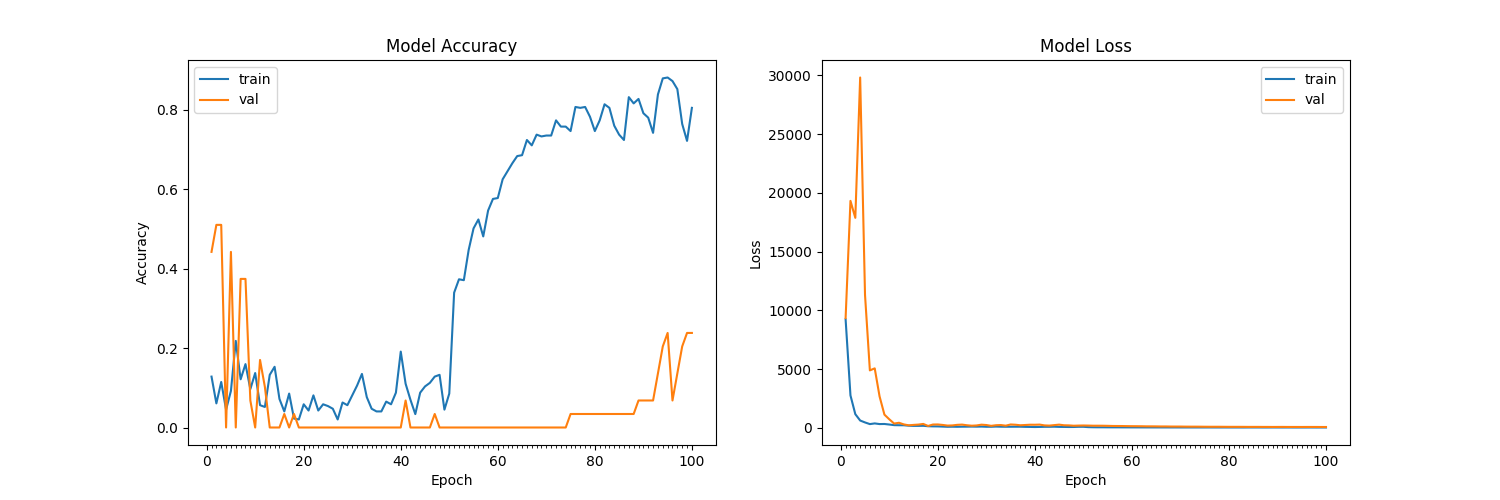 Model Accuracy
train
val
0.8
0.6
0.4
0.2
0.0
Accuracy
0 20 40 60 80 100
Epoch
Model Loss
train
val
30000
25000
20000
15000
10000
5000
0
Loss
0 20 40 60 80 100
Epoch